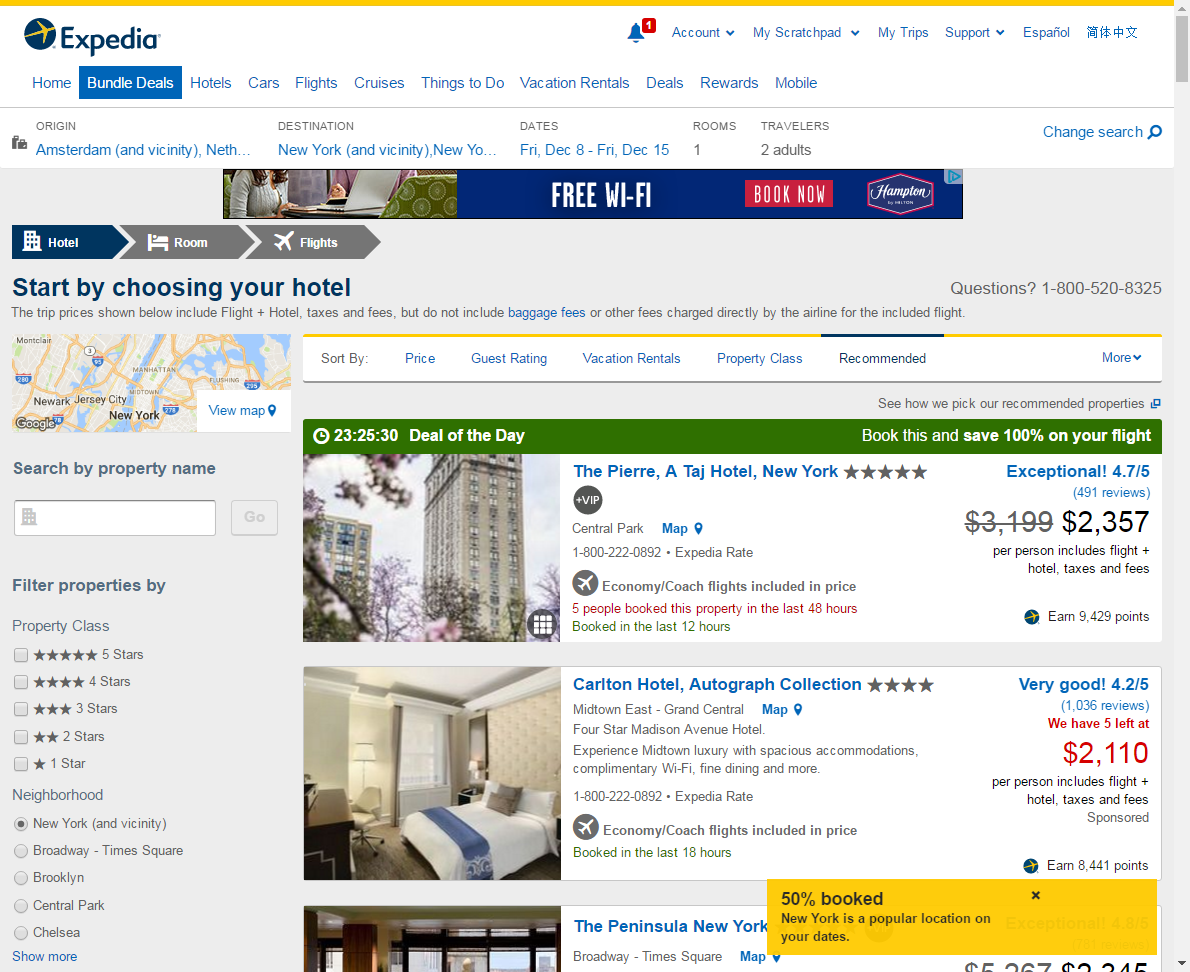 Expedia
1
Account
My Scratchpad
My Trips
Support
Español
简体中文
Home
Bundle Deals
Hotels
Cars
Flights
Cruises
Things to Do
Vacation Rentals
Deals
Rewards
Mobile
ORIGIN
Amsterdam (and vicinity), Neth...
DESTINATION
New York (and vicinity),New Yo...
DATES
Fri, Dec 8 - Fri, Dec 15
ROOMS
1
TRAVELERS
2 adults
Change search
FREE WI-FI
BOOK NOW
Hampton
by HILTON
Hotel
Room
Flights
Start by choosing your hotel
Questions? 1-800-520-8325
The trip prices shown below include Flight + Hotel, taxes and fees, but do not include baggage fees or other fees charged directly by the airline for the included flight.
Montclair
3
95
MANHATTAN
280
FLUSHING
295
MIDTOWN
Newark
Jersey City
New York
278
78
Google
View map
Sort By:
Price
Guest Rating
Vacation Rentals
Property Class
Recommended
More
See how we pick our recommended properties
Search by property name
Go
Filter properties by
Property Class
5 Stars
4 Stars
3 Stars
2 Stars
1 Star
Neighborhood
New York (and vicinity)
Broadway - Times Square
Brooklyn
Central Park
Chelsea
Show more
23:25:30 Deal of the Day
Book this and save 100% on your flight
The Pierre, A Taj Hotel, New York
+VIP
Central Park
Map
1-800-222-0892 • Expedia Rate
Economy/Coach flights included in price
5 people booked this property in the last 48 hours
Booked in the last 12 hours
Exceptional! 4.7/5
(491 reviews)
$3,199 $2,357
per person includes flight +
hotel, taxes and fees
Earn 9,429 points
Carlton Hotel, Autograph Collection
Midtown East - Grand Central
Map
Four Star Madison Avenue Hotel.
Experience Midtown luxury with spacious accommodations,
complimentary Wi-Fi, fine dining and more.
1-800-222-0892 • Expedia Rate
Economy/Coach flights included in price
Booked in the last 18 hours
Very good! 4.2/5
(1,036 reviews)
We have 5 left at
$2,110
per person includes flight +
hotel, taxes and fees
Sponsored
Earn 8,441 points
The Peninsula New York
Broadway - Times Square
Map
Exceptional! 4.8/5
(781 reviews)
$5,267 $2,345
50% booked
New York is a popular location on
your dates.